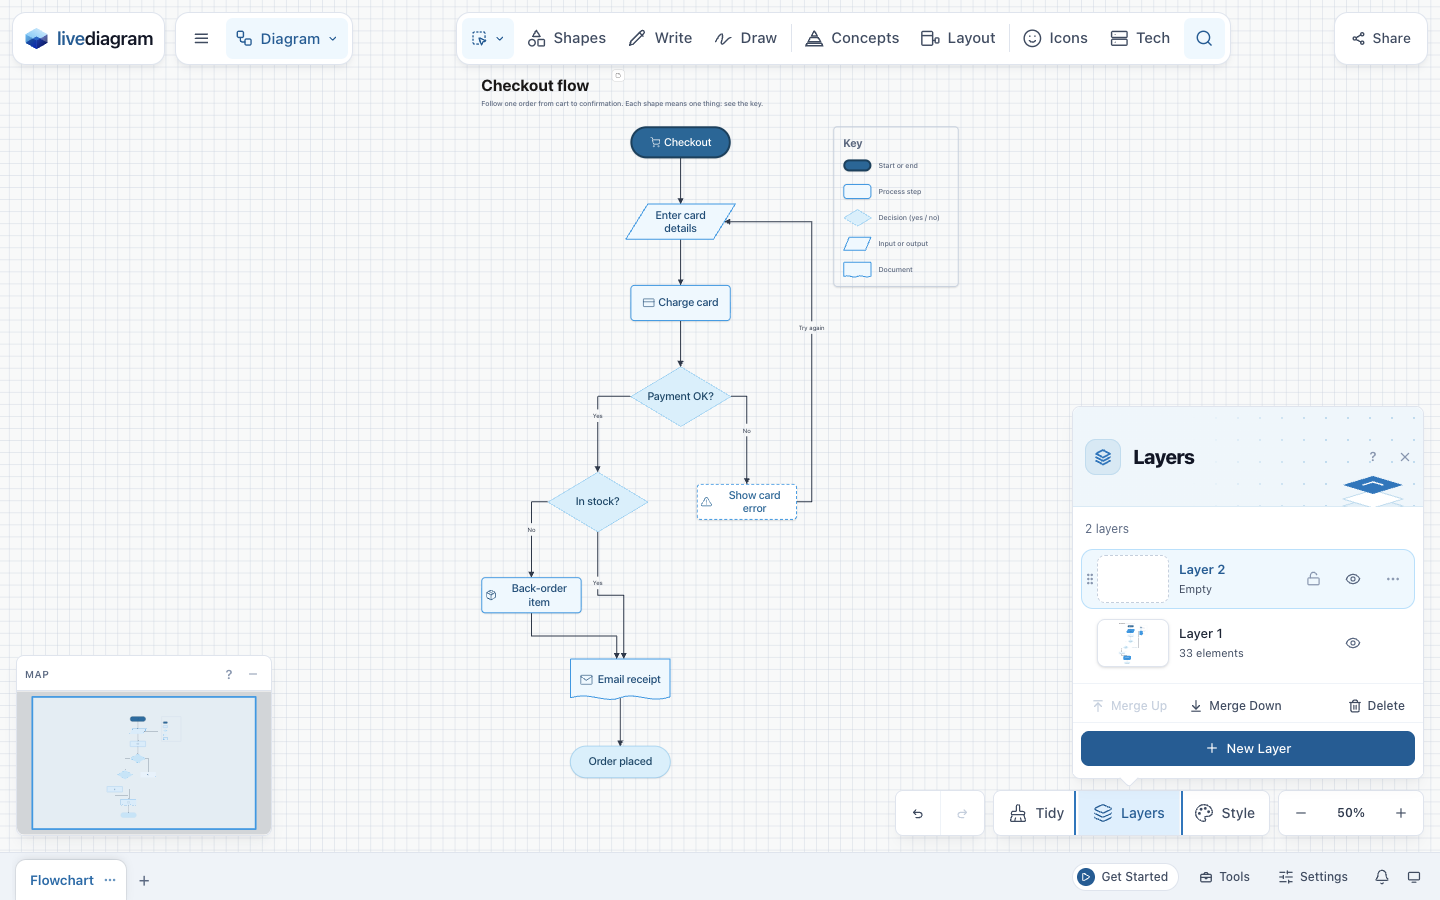 livediagram
Diagram
Shapes
Write
Draw
Concepts
Layout
Icons
Tech
Share
Checkout flow
Follow one order from cart to confirmation. Each shape means one thing: see the key.
Checkout
Key
Start or end
Process step
Decision (yes / no)
Input or output
Document
Enter card
details
Charge card
Try again
Payment OK?
Yes
No
In stock?
Show card
error
No
Yes
Back-order
item
Email receipt
Order placed
MAP
?
Layers
?
2 layers
Layer 2
Empty
Layer 1
33 elements
Merge Up
Merge Down
Delete
New Layer
Tidy
Layers
Style
50%
Flowchart
Get Started
Tools
Settings